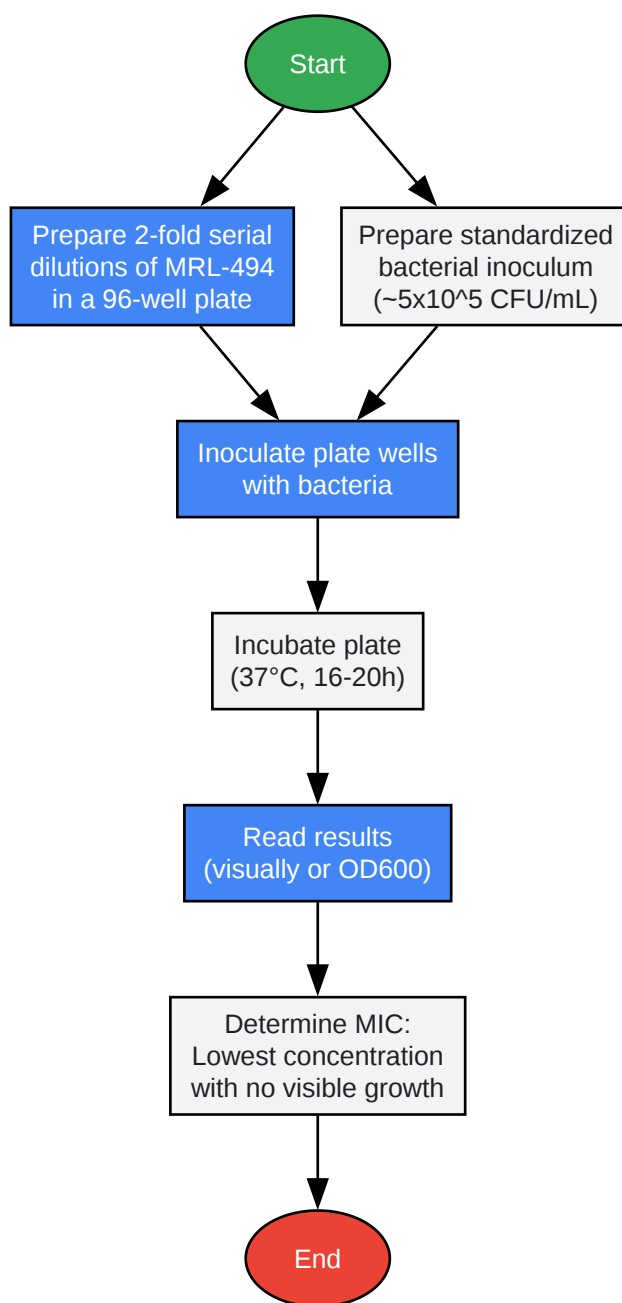 Start
Prepare 2-fold serial
dilutions of MRL-494
in a 96-well plate
Prepare standardized
bacterial inoculum
(~5x10^5 CFU/mL)
Inoculate plate wells
with bacteria
Incubate plate
(37°C, 16-20h)
Read results
(visually or OD600)
Determine MIC:
Lowest concentration
with no visible growth
End